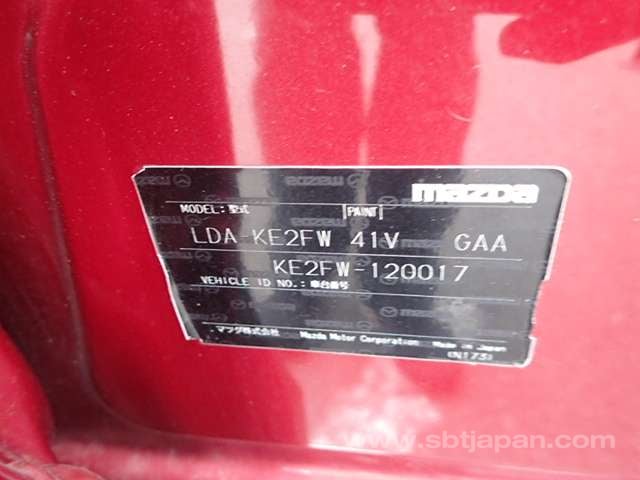 mazda
MODEL:型式 PAINT
LDA-KE2FW 41V GAA
KE2FW-120017
VEHICLE ID NO.:車台番号
マツダ株式会社 Mazda Motor Corporation Made in Japan
(N173)
www.sbtjapan.com